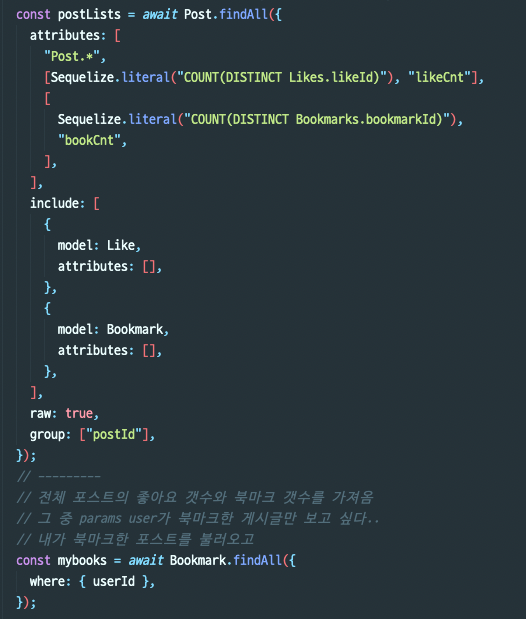 const postLists = await Post.findAll({
  attributes: [
    "Post.*",
    [Sequelize.literal("COUNT(DISTINCT Likes.likeId)"), "likeCnt"],
    [
      Sequelize.literal("COUNT(DISTINCT Bookmarks.bookmarkId)"),
      "bookCnt",
    ],
  ],
  include: [
    {
      model: Like,
      attributes: [],
    },
    {
      model: Bookmark,
      attributes: [],
    },
  ],
  raw: true,
  group: ["postId"],
});
// ---------
// 전체 포스트의 좋아요 갯수와 북마크 갯수를 가져옴
// 그 중 params user가 북마크한 게시글만 보고 싶다..
// 내가 북마크한 포스트를 불러오고
const mybooks = await Bookmark.findAll({
  where: { userId },
});